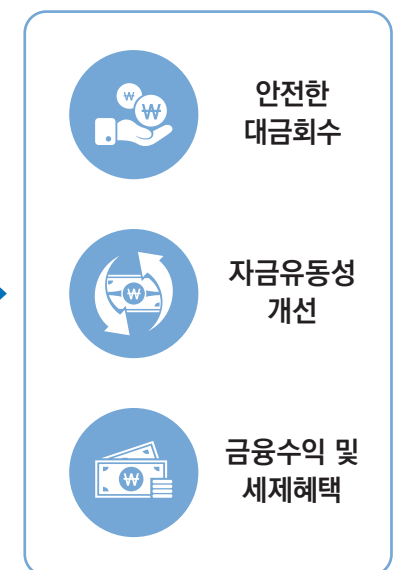 안전한
대금회수
자금유동성
개선
금융수익 및
세제혜택